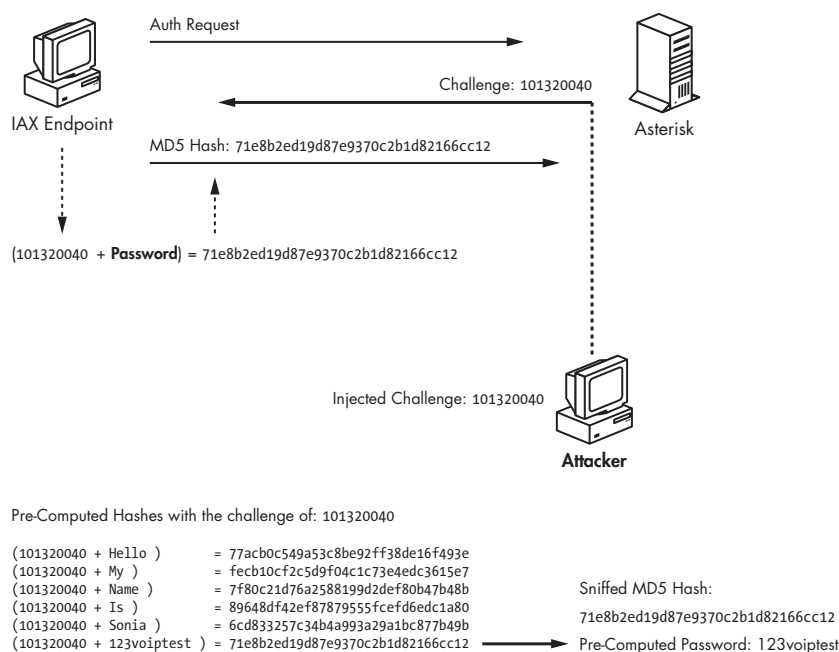 Auth Request
Challenge: 101320040
IAX Endpoint
Asterisk
MD5 Hash: 71e8b2ed19d87e9370c2b1d82166cc12
(101320040 + Password) = 71e8b2ed19d87e9370c2b1d82166cc12
Injected Challenge: 101320040
Attacker
Pre-Computed Hashes with the challenge of: 101320040
(101320040 + Hello ) = 77acb0c549a53c8be92ff38de16f493e
(101320040 + My ) = fecb10cf2c5d9f04c1c73e4edc3615e7
(101320040 + Name ) = 7f80c21d76a2588199d2def80b47b48b
(101320040 + Is ) = 89648df42ef87879555fcefd6edc1a80
(101320040 + Sonia ) = 6cd833257c34b4a993a29a1bc877b49b
(101320040 + 123voiptest ) = 71e8b2ed19d87e9370c2b1d82166cc12
Sniffed MD5 Hash:
71e8b2ed19d87e9370c2b1d82166cc12
Pre-Computed Password: 123voiptest